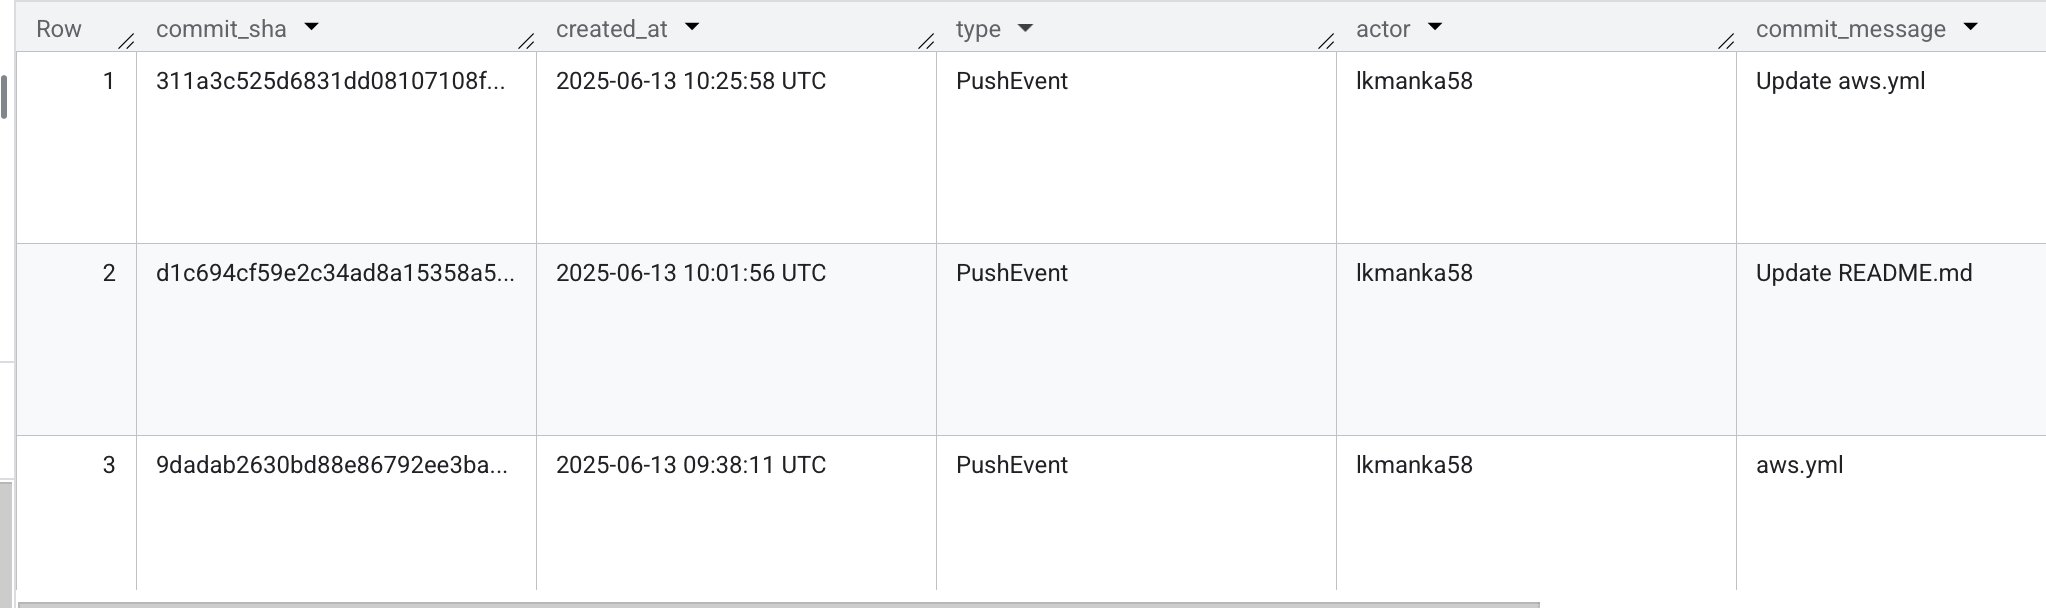 Row commit_sha created_at type actor commit_message
1 311a3c525d6831dd08107108f... 2025-06-13 10:25:58 UTC PushEvent lkmanka58 Update aws.yml
2 d1c694cf59e2c34ad8a15358a5... 2025-06-13 10:01:56 UTC PushEvent lkmanka58 Update README.md
3 9dadab2630bd88e86792ee3ba... 2025-06-13 09:38:11 UTC PushEvent lkmanka58 aws.yml